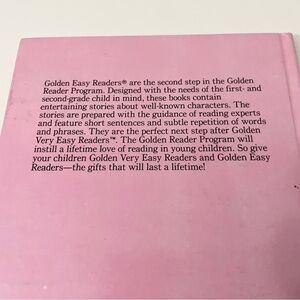 Golden Easy Readers® are the second step in the Golden
Reader Program. Designed with the needs of the first- and
second-grade child in mind, these books contain
entertaining stories about well-known characters. The
stories are prepared with the guidance of reading experts
and feature short sentences and subtle repetition of words
and phrases. They are the perfect next step after Golden
Very Easy Readers™. The Golden Reader Program will
instill a lifetime love of reading in young children. So give
your children Golden Very Easy Readers and Golden Easy
Readers—the gifts that will last a lifetime!